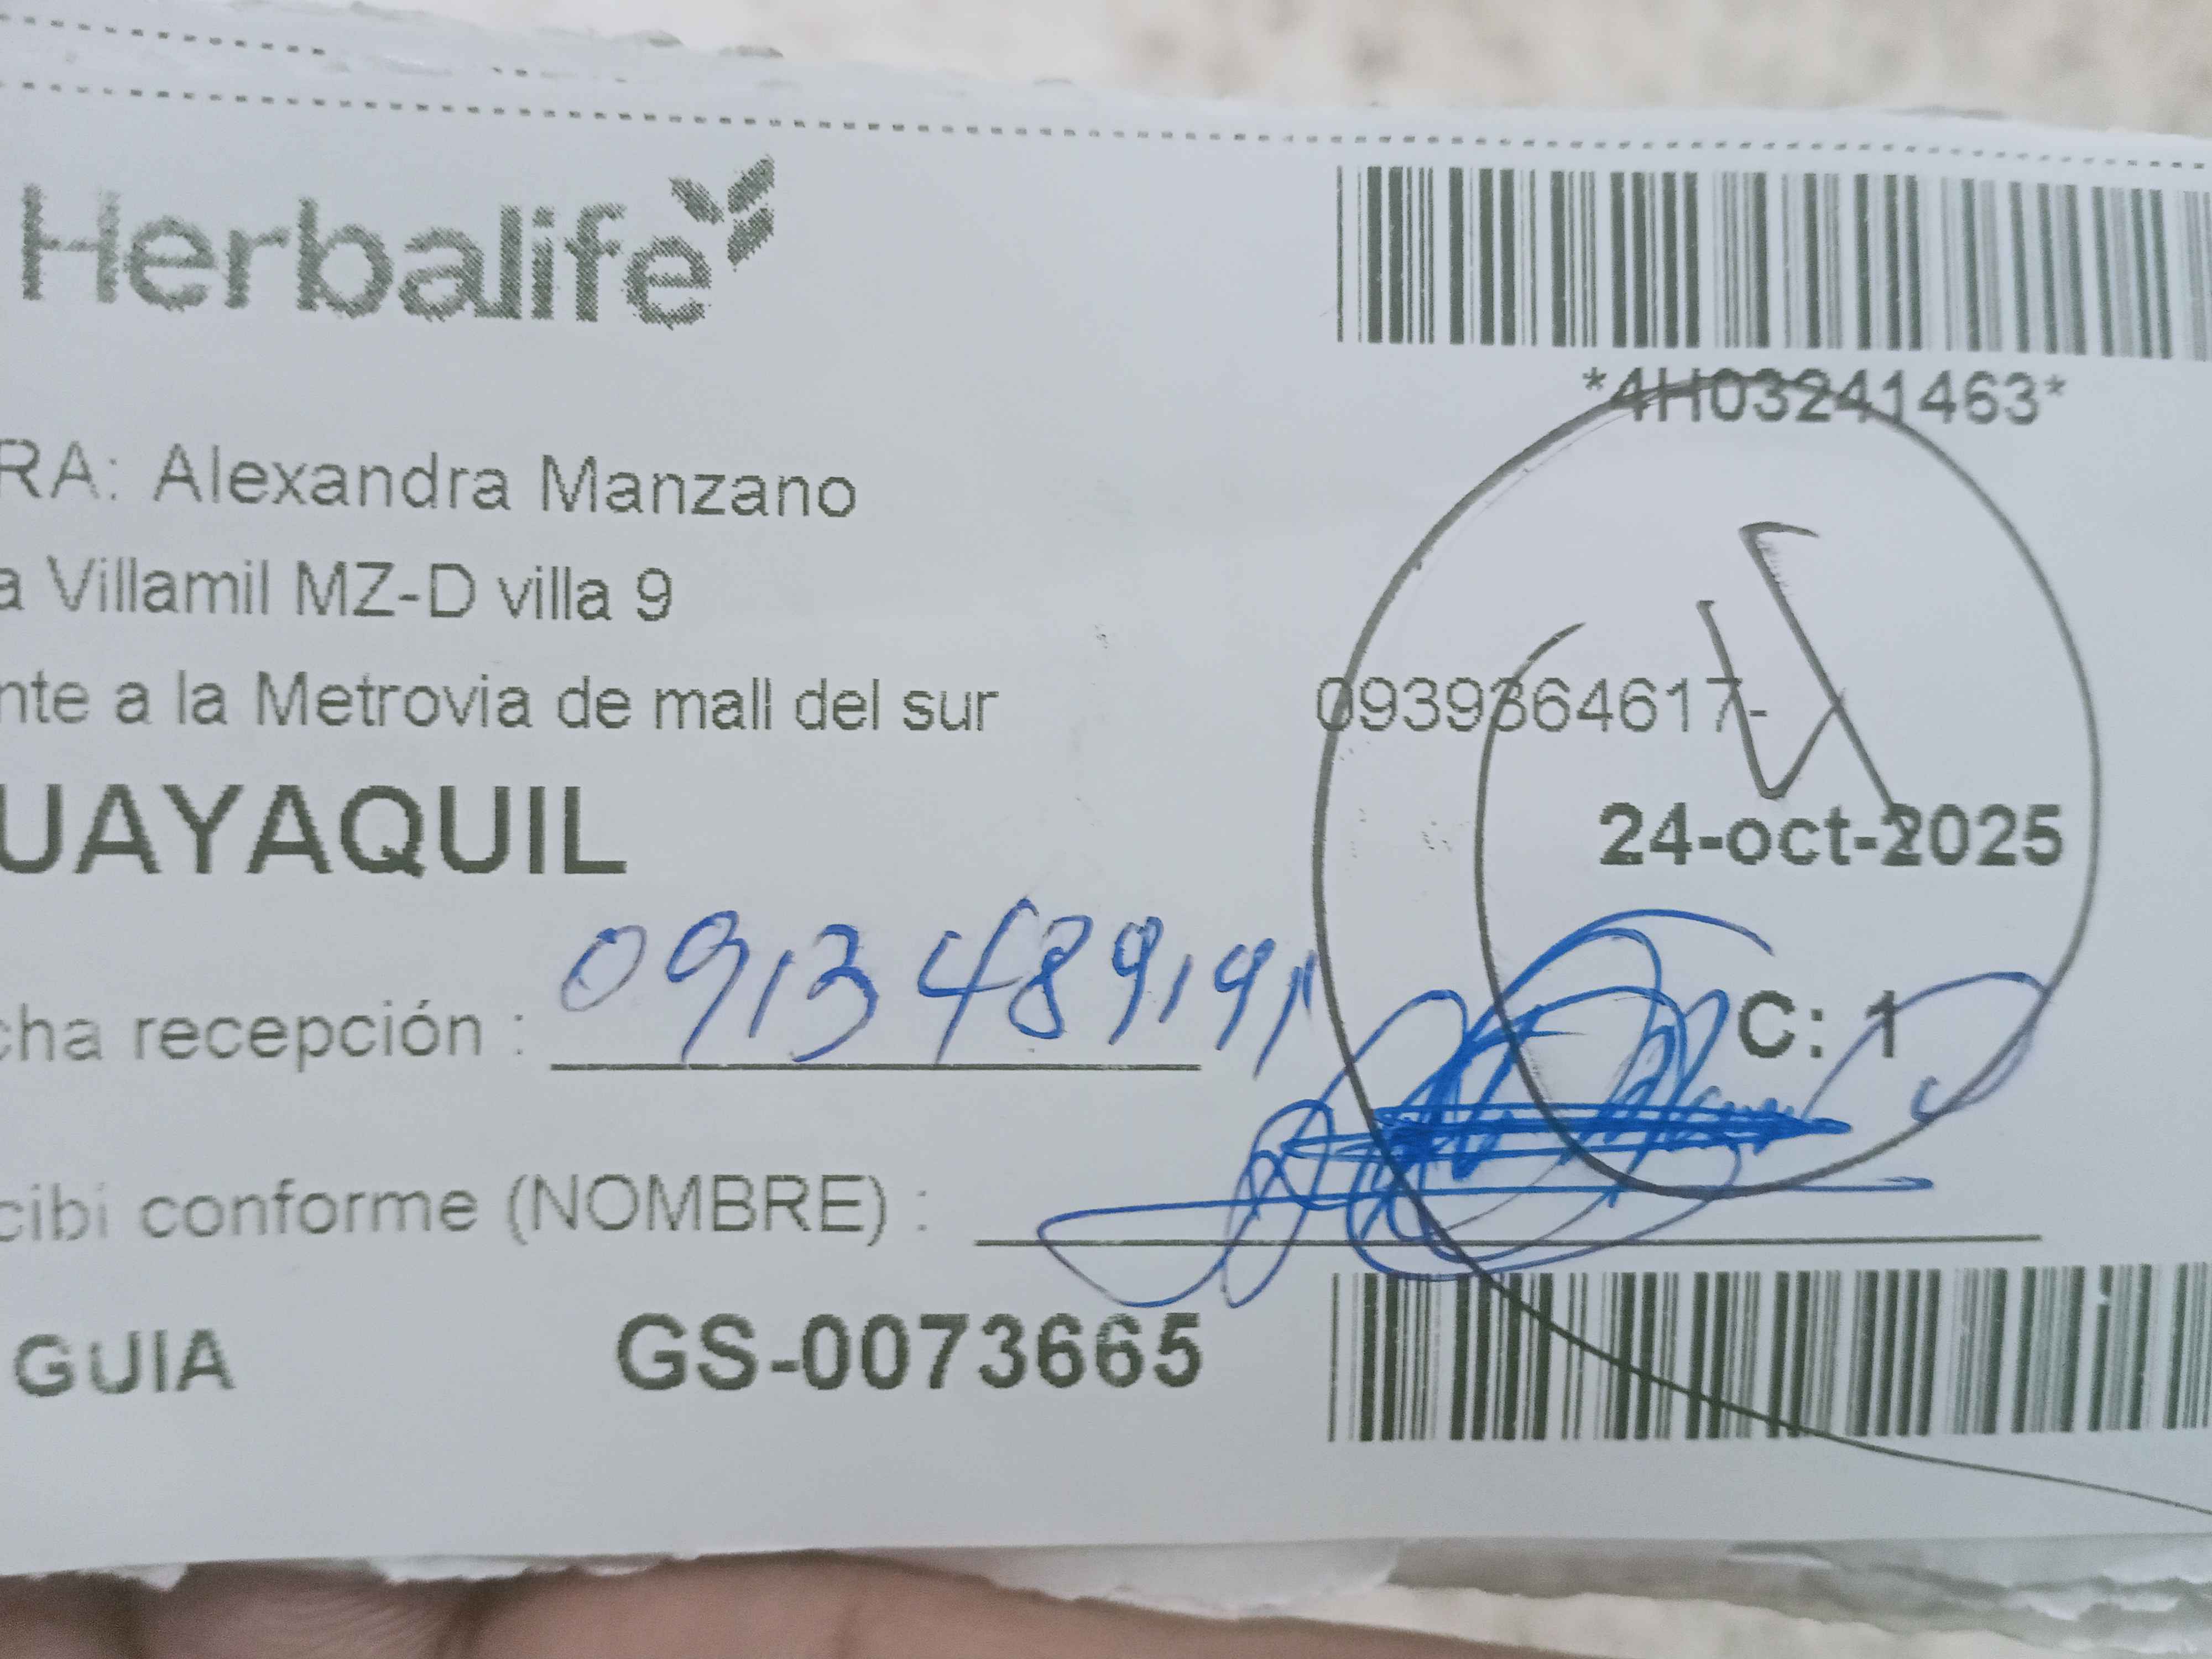 Herbalife
*4H03241463*
RA: Alexandra Manzano
a Villamil MZ-D villa 9
nte a la Metrovia de mall del sur 0939364617-
UAYAQUIL 24-oct-2025
cha recepción : 0913489191 C: 1
cibi conforme (NOMBRE) :
GUIA GS-0073665